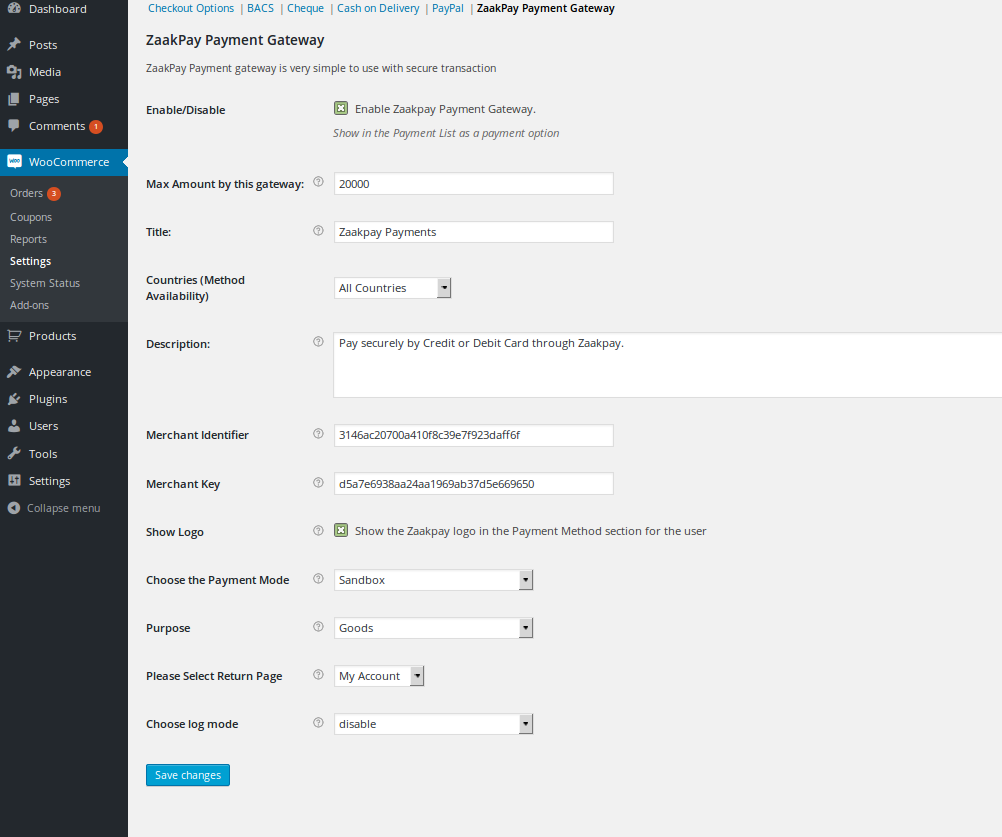 Dashboard
Posts
Media
Pages
Comments 1
WooCommerce
Orders 3
Coupons
Reports
Settings
System Status
Add-ons
Products
Appearance
Plugins
Users
Tools
Settings
Collapse menu
Checkout Options | BACS | Cheque | Cash on Delivery | PayPal | ZaakPay Payment Gateway
ZaakPay Payment Gateway
ZaakPay Payment gateway is very simple to use with secure transaction
Enable/Disable Enable Zaakpay Payment Gateway.
Show in the Payment List as a payment option
Max Amount by this gateway: ? 20000
Title: ? Zaakpay Payments
Countries (Method
Availability) All Countries
Description: ? Pay securely by Credit or Debit Card through Zaakpay.
Merchant Identifier ? 3146ac20700a410f8c39e7f923daff6f
Merchant Key ? d5a7e6938aa24aa1969ab37d5e669650
Show Logo ? Show the Zaakpay logo in the Payment Method section for the user
Choose the Payment Mode ? Sandbox
Purpose ? Goods
Please Select Return Page ? My Account
Choose log mode ? disable
Save changes